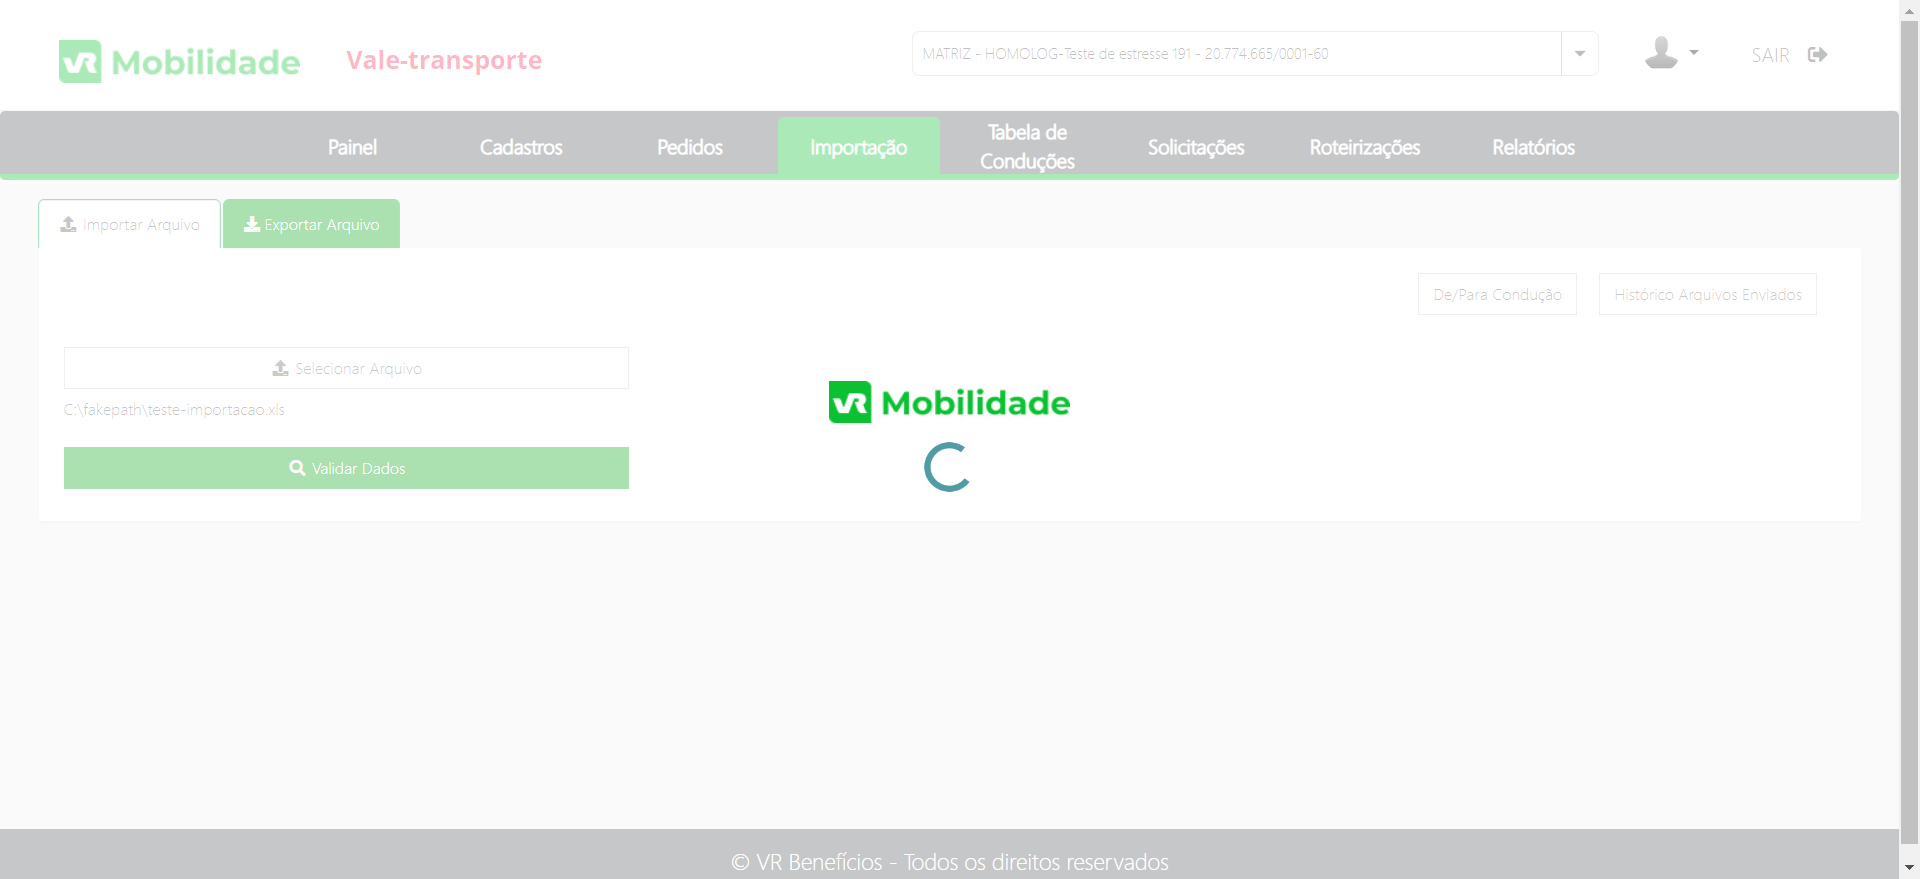 VR Mobilidade
Vale-transporte
MATRIZ - HOMOLOG-Teste de estresse 191 - 20.774.665/0001-60
SAIR
Painel
Cadastros
Pedidos
Importação
Tabela de
Conduções
Solicitações
Roteirizações
Relatórios
Importar Arquivo
Exportar Arquivo
De/Para Condução
Histórico Arquivos Enviados
Selecionar Arquivo
C:\fakepath\teste-importacao.xls
VR Mobilidade
Validar Dados
© VR Benefícios - Todos os direitos reservados